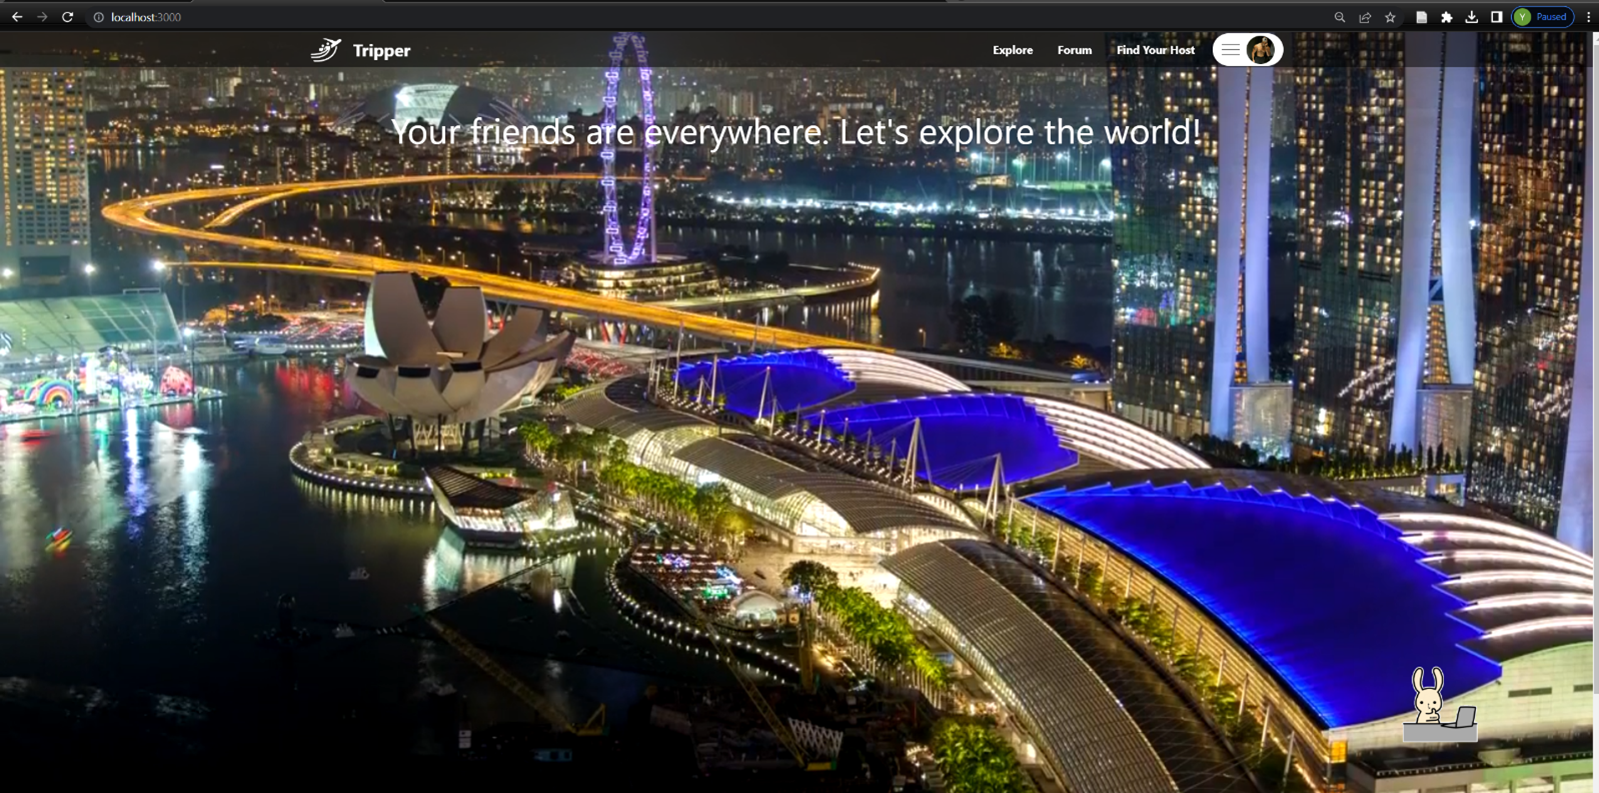 localhost:3000
Y Paused
Tripper
Explore Forum Find Your Host
Your friends are everywhere. Let's explore the world!